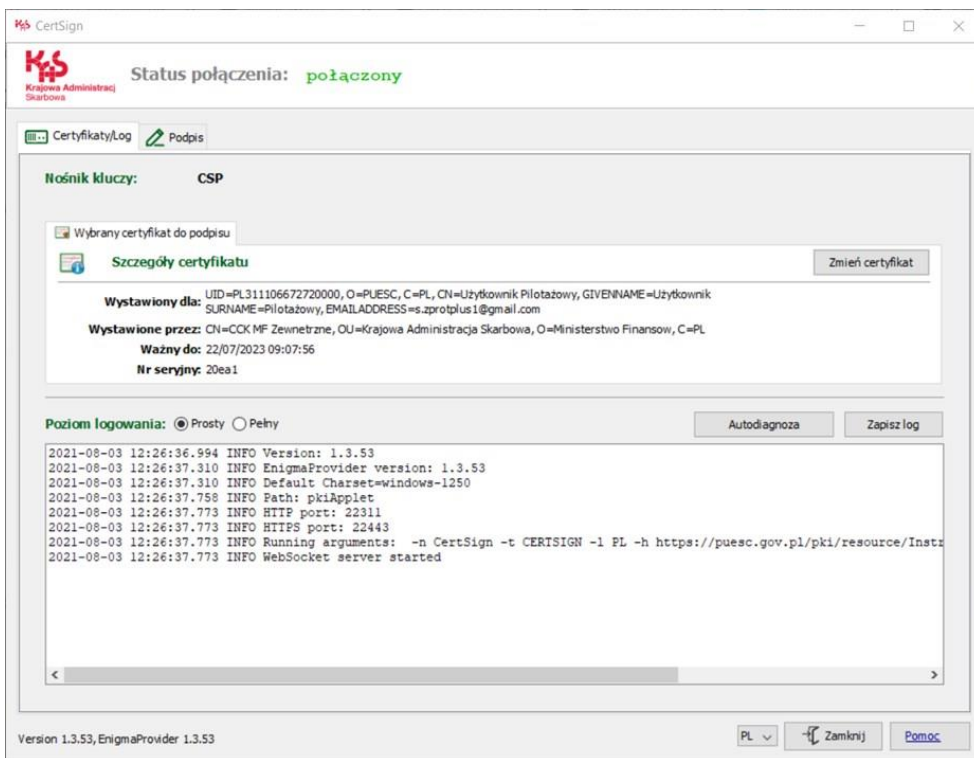 KAS CertSign
KAS
Krajowa Administracj
Skarbowa
Status połączenia: połączony
Certyfikaty/Log Podpis
Nośnik kluczy: CSP
Wybrany certyfikat do podpisu
Szczegóły certyfikatu Zmień certyfikat
Wystawiony dla: UID=PL311106672720000, O=PUESC, C=PL, CN=Użytkownik Pilotażowy, GIVENNAME=Użytkownik
SURNAME=Pilotażowy, EMAILADDRESS=s.zprotplus1@gmail.com
Wystawione przez: CN=CCK MF Zewnetrzne, OU=Krajowa Administracja Skarbowa, O=Ministerstwo Finansow, C=PL
Ważny do: 22/07/2023 09:07:56
Nr seryjny: 20ea1
Poziom logowania: Prosty Pełny Autodiagnoza Zapisz log
2021-08-03 12:26:36.994 INFO Version: 1.3.53
2021-08-03 12:26:37.310 INFO EnigmaProvider version: 1.3.53
2021-08-03 12:26:37.310 INFO Default Charset=windows-1250
2021-08-03 12:26:37.758 INFO Path: pkiApplet
2021-08-03 12:26:37.773 INFO HTTP port: 22311
2021-08-03 12:26:37.773 INFO HTTPS port: 22443
2021-08-03 12:26:37.773 INFO Running arguments: -n CertSign -t CERTSIGN -l PL -h https://puesc.gov.pl/pki/resource/Instr
2021-08-03 12:26:37.773 INFO WebSocket server started
Version 1.3.53, EnigmaProvider 1.3.53 PL Zamknij Pomoc